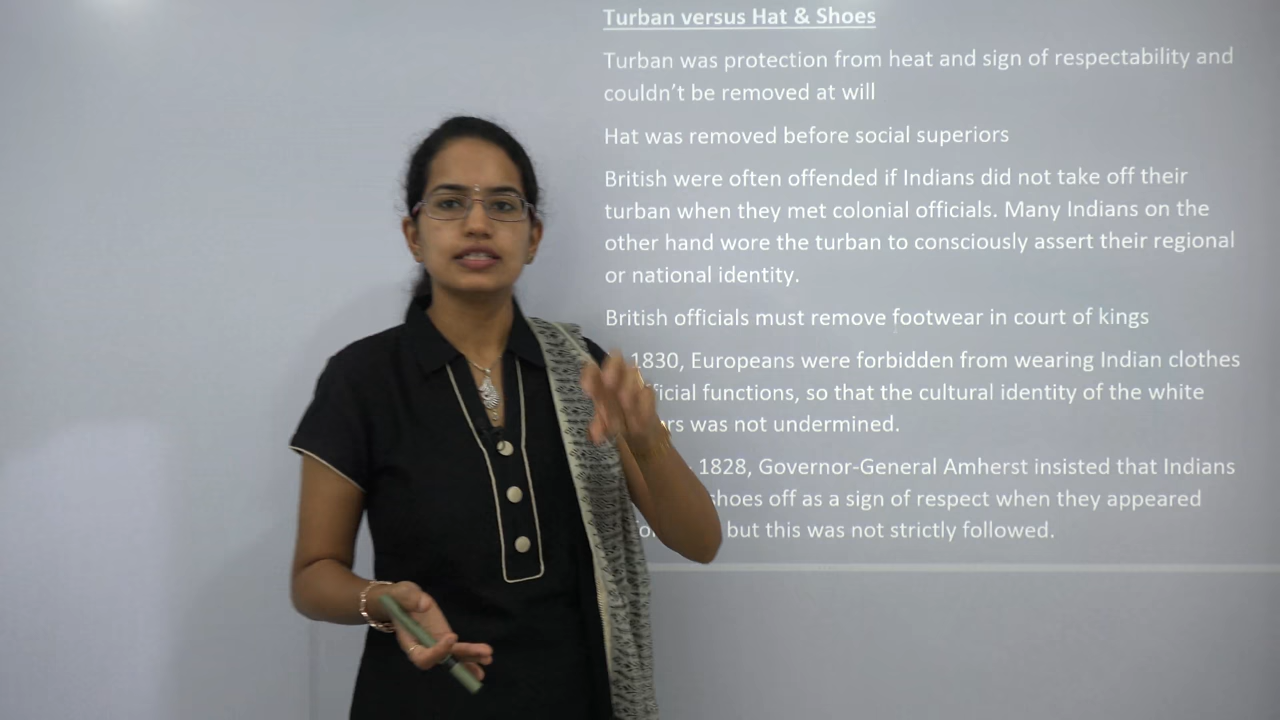 Turban versus Hat & Shoes
Turban was protection from heat and sign of respectability and
couldn't be removed at will
Hat was removed before social superiors
British were often offended if Indians did not take off their
turban when they met colonial officials. Many Indians on the
other hand wore the turban to consciously assert their regional
or national identity.
British officials must remove footwear in court of kings
1830, Europeans were forbidden from wearing Indian clothes
functions, so that the cultural identity of the white
was not undermined.
1828, Governor-General Amherst insisted that Indians
shoes off as a sign of respect when they appeared
but this was not strictly followed.